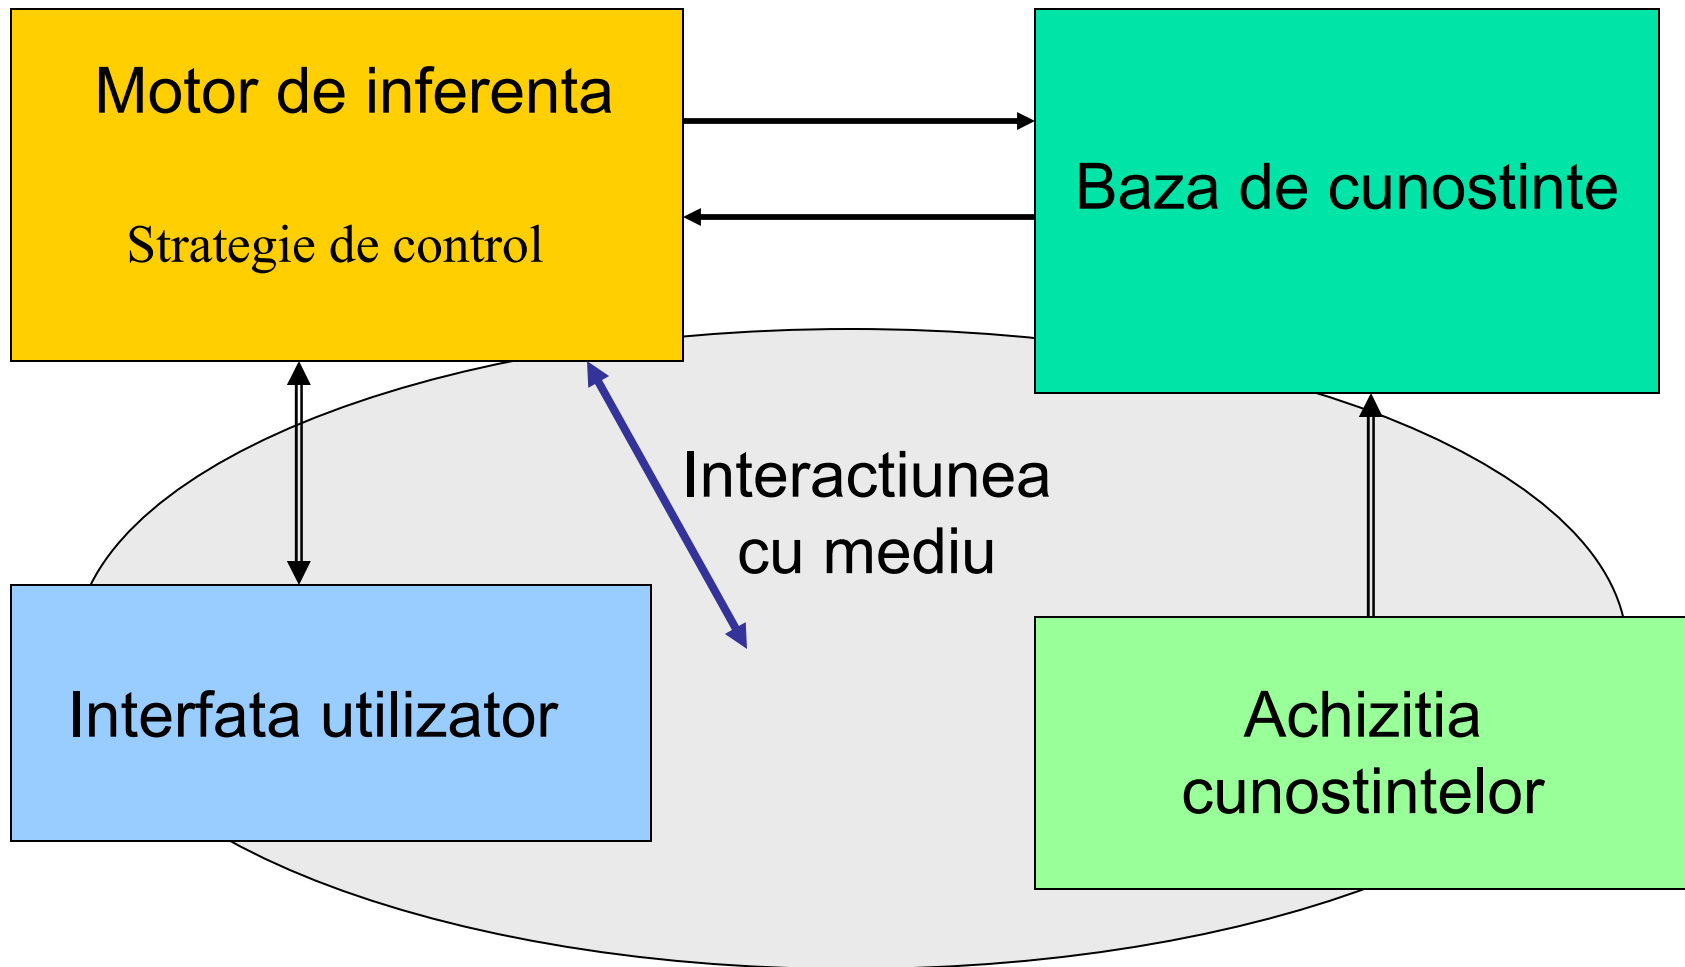 Motor de inferenta
Strategie de control
Baza de cunostinte
Interactiunea
cu mediu
Interfata utilizator
Achizitia
cunostintelor